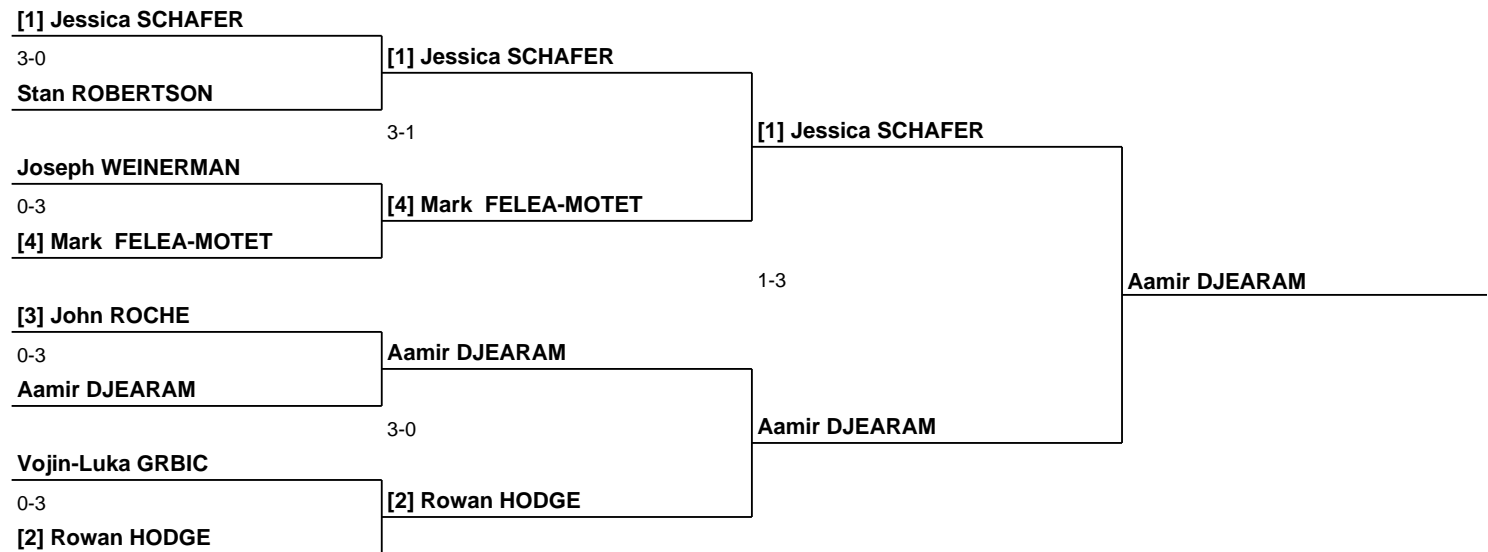 [1] Jessica SCHAFER
3-0
[1] Jessica SCHAFER
Stan ROBERTSON
3-1
[1] Jessica SCHAFER
Joseph WEINERMAN
0-3
[4] Mark  FELEA-MOTET
[4] Mark  FELEA-MOTET
1-3
Aamir DJEARAM
[3] John ROCHE
0-3
Aamir DJEARAM
Aamir DJEARAM
3-0
Aamir DJEARAM
Vojin-Luka GRBIC
0-3
[2] Rowan HODGE
[2] Rowan HODGE